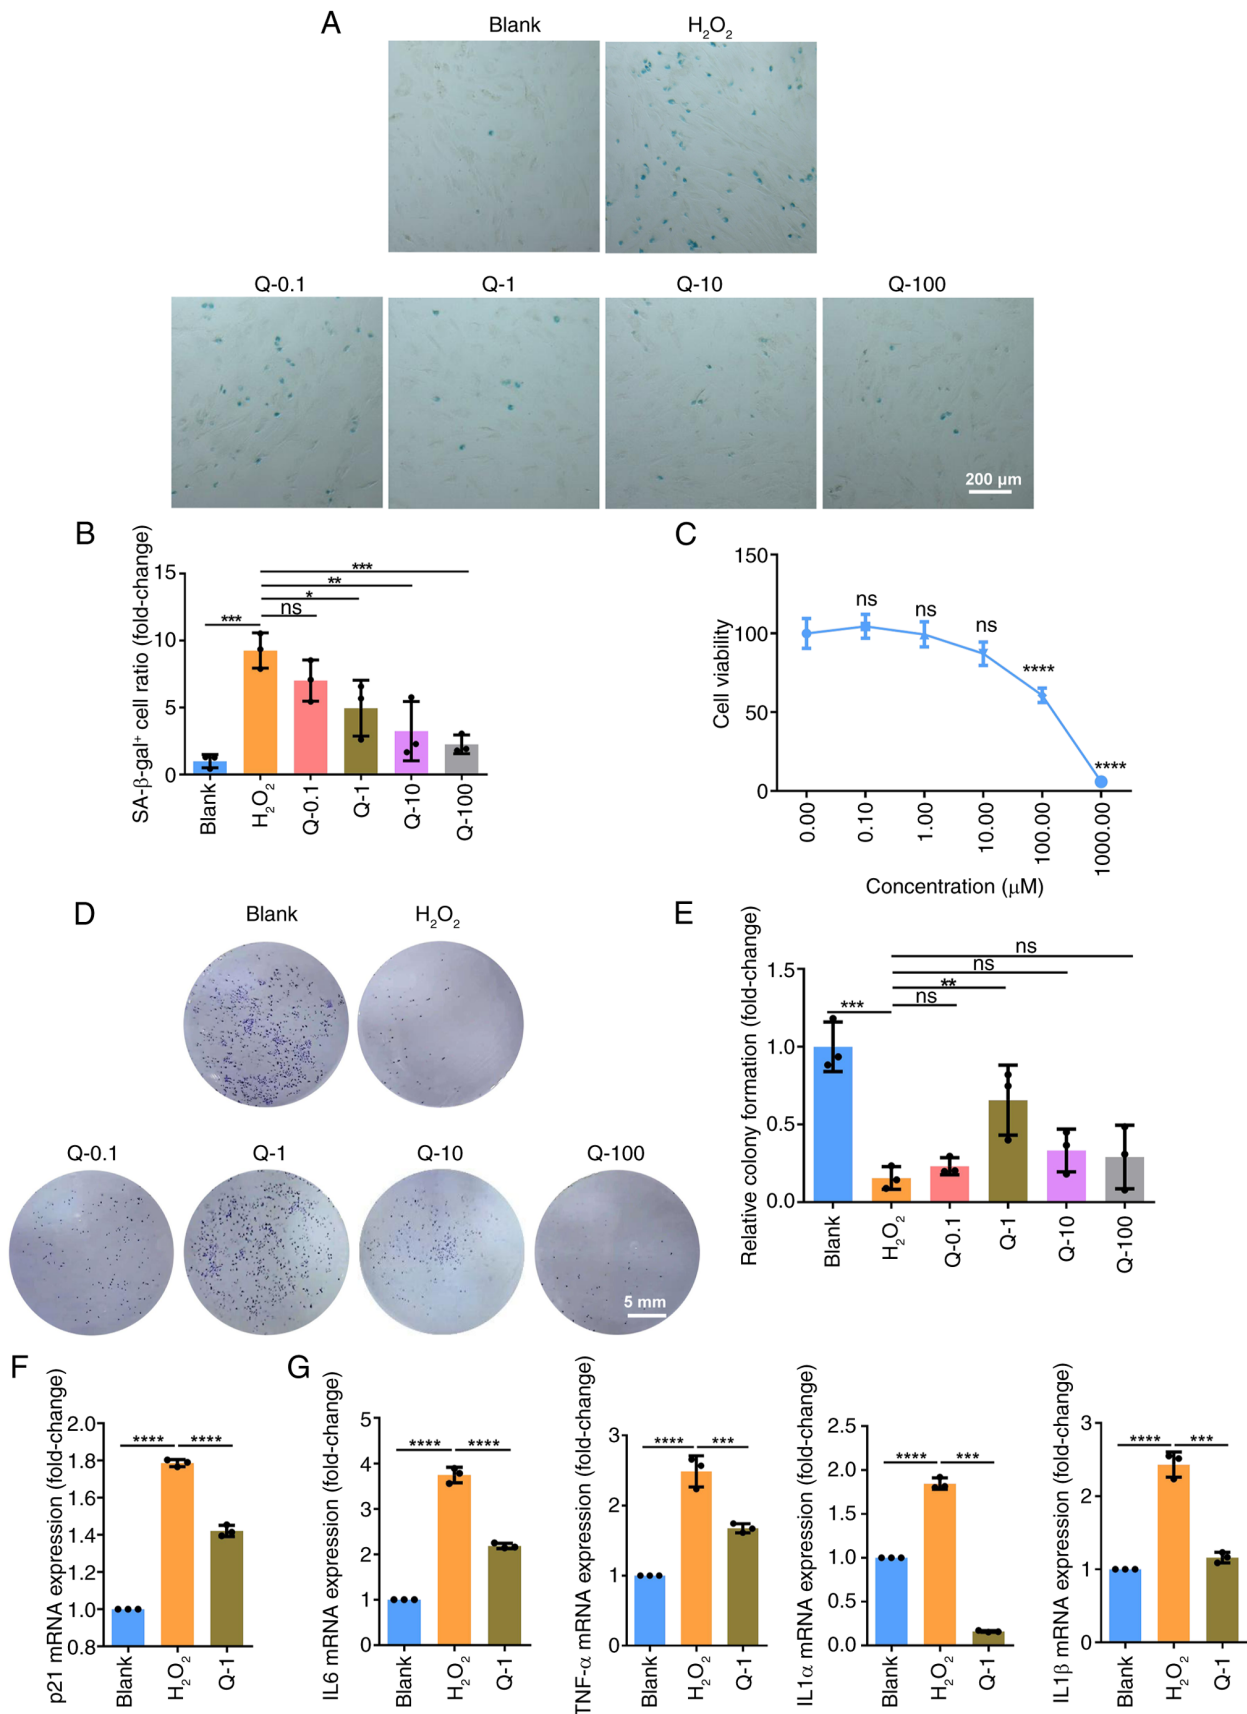 A
Blank
H₂O₂
Q-0.1
Q-1
Q-10
Q-100
200 µm
B
SA-β-gal⁺ cell ratio (fold-change)
15
10
5
0
***
**
*
ns
***
Blank
H₂O₂
Q-0.1
Q-1
Q-10
Q-100
C
Cell viability
150
100
50
0
ns
ns
ns
****
****
0.00
0.10
1.00
10.00
100.00
1000.00
Concentration (µM)
D
Blank
H₂O₂
Q-0.1
Q-1
Q-10
Q-100
5 mm
E
Relative colony formation (fold-change)
1.5
1.0
0.5
0.0
ns
ns
**
ns
***
Blank
H₂O₂
Q-0.1
Q-1
Q-10
Q-100
F
p21 mRNA expression (fold-change)
2.0
1.8
1.6
1.4
1.2
1.0
0.8
**** ****
Blank
H₂O₂
Q-1
G
IL6 mRNA expression (fold-change)
5
4
3
2
1
0
**** ****
Blank
H₂O₂
Q-1
TNF-α mRNA expression (fold-change)
3
2
1
0
**** ***
Blank
H₂O₂
Q-1
IL1α mRNA expression (fold-change)
2.5
2.0
1.5
1.0
0.5
0.0
**** ***
Blank
H₂O₂
Q-1
IL1β mRNA expression (fold-change)
3
2
1
0
**** ***
Blank
H₂O₂
Q-1